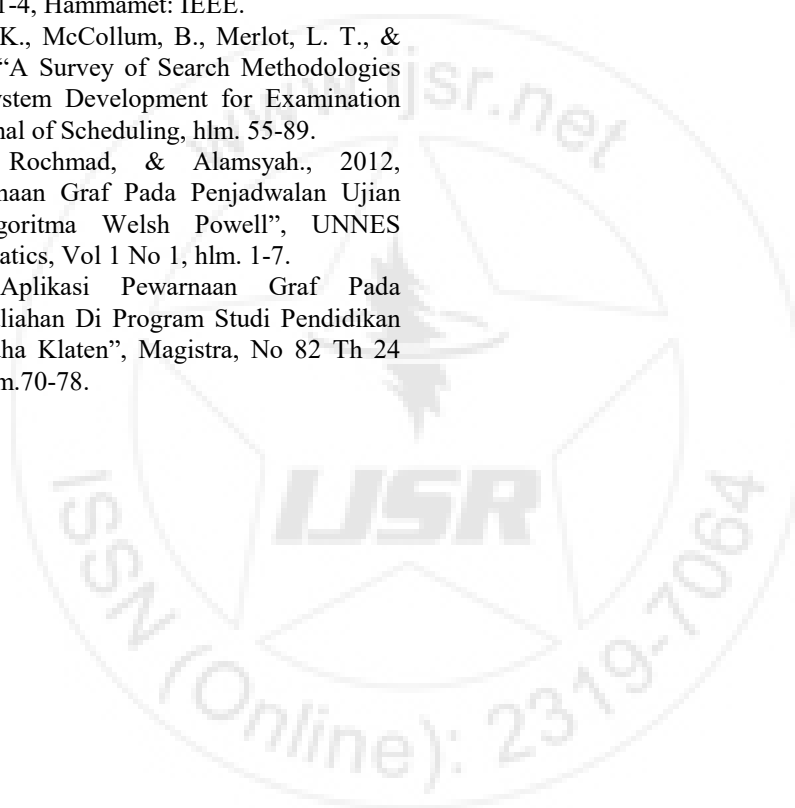 1-4, Hammamet: IEEE.
K., McCollum, B., Merlot, L. T., &
“A Survey of Search Methodologies
ystem Development for Examination
nal of Scheduling, hlm. 55-89.
Rochmad, & Alamsyah., 2012,
naan Graf Pada Penjadwalan Ujian
goritma Welsh Powell”, UNNES
atics, Vol 1 No 1, hlm. 1-7.
Aplikasi Pewarnaan Graf Pada
liahan Di Program Studi Pendidikan
ha Klaten”, Magistra, No 82 Th 24
m.70-78.
www.ijsr.net
IJSR
ISSN (Online): 2319-7064